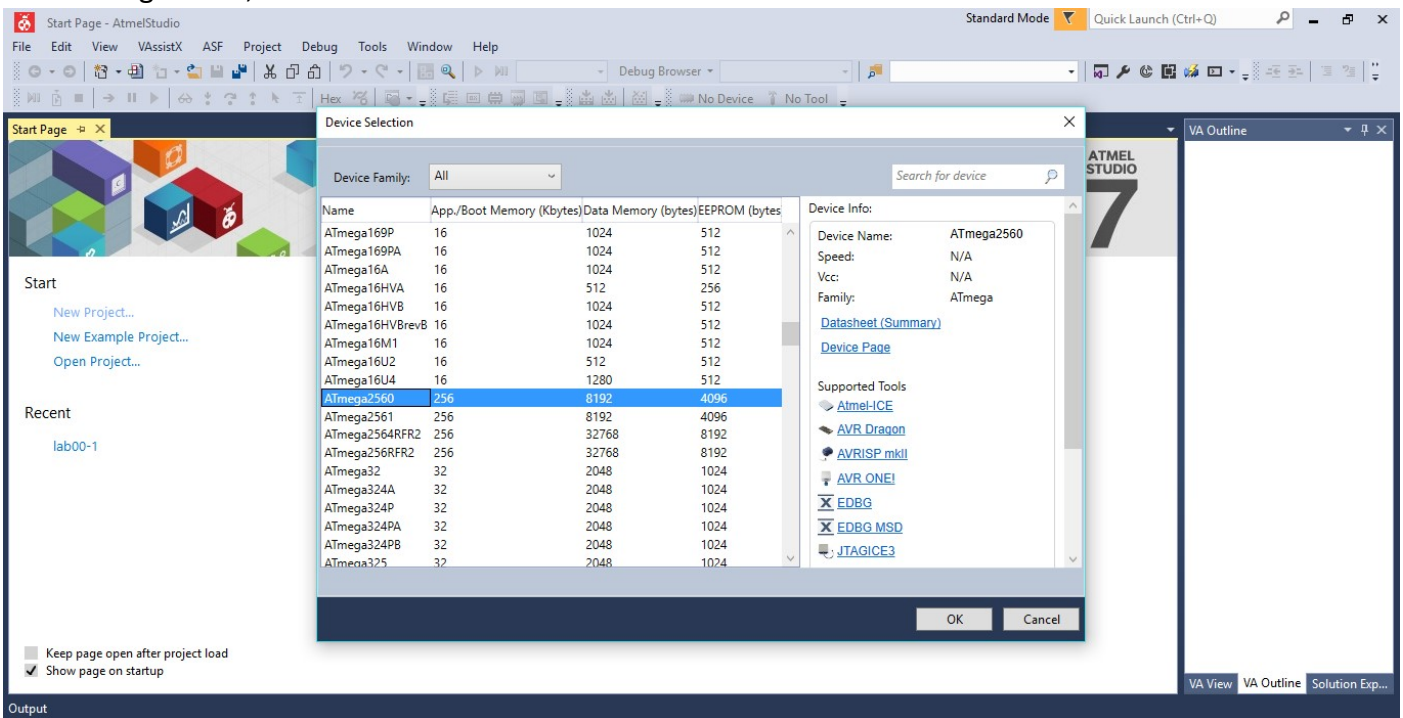 Start Page - AtmelStudio
Standard Mode
Quick Launch (Ctrl+Q)
File Edit View VAssistX ASF Project Debug Tools Window Help
Debug Browser
Hex
No Device
No Tool
Start Page
Device Selection
VA Outline
ATMEL
STUDIO
7
Device Family: All
Search for device
Name App./Boot Memory (Kbytes) Data Memory (bytes) EEPROM (bytes
ATmega169P 16 1024 512
ATmega169PA 16 1024 512
ATmega16A 16 1024 512
ATmega16HVA 16 512 256
ATmega16HVB 16 1024 512
ATmega16HVBrevB 16 1024 512
ATmega16M1 16 1024 512
ATmega16U2 16 512 512
ATmega16U4 16 1280 512
ATmega2560 256 8192 4096
ATmega2561 256 8192 4096
ATmega2564RFR2 256 32768 8192
ATmega256RFR2 256 32768 8192
ATmega32 32 2048 1024
ATmega324A 32 2048 1024
ATmega324P 32 2048 1024
ATmega324PA 32 2048 1024
ATmega324PB 32 2048 1024
ATmega325 32 2048 1024
Device Info:
Device Name: ATmega2560
Speed: N/A
Vcc: N/A
Family: ATmega
Datasheet (Summary)
Device Page
Supported Tools
Atmel-ICE
AVR Dragon
AVRISP mkII
AVR ONE!
EDBG
EDBG MSD
JTAGICE3
OK Cancel
Start
New Project...
New Example Project...
Open Project...
Recent
lab00-1
Keep page open after project load
Show page on startup
VA View VA Outline Solution Exp...
Output